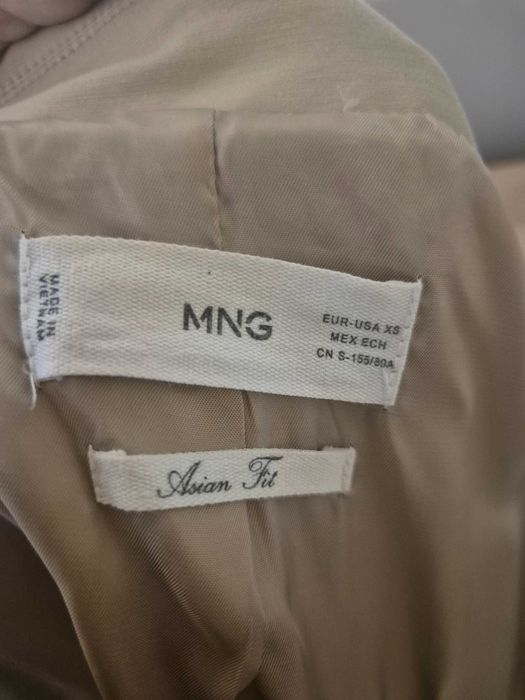 MADE IN
VIETNAM
MNG
EUR-USA XS
MEX ECH
CN S-155/80A
Asian Fit